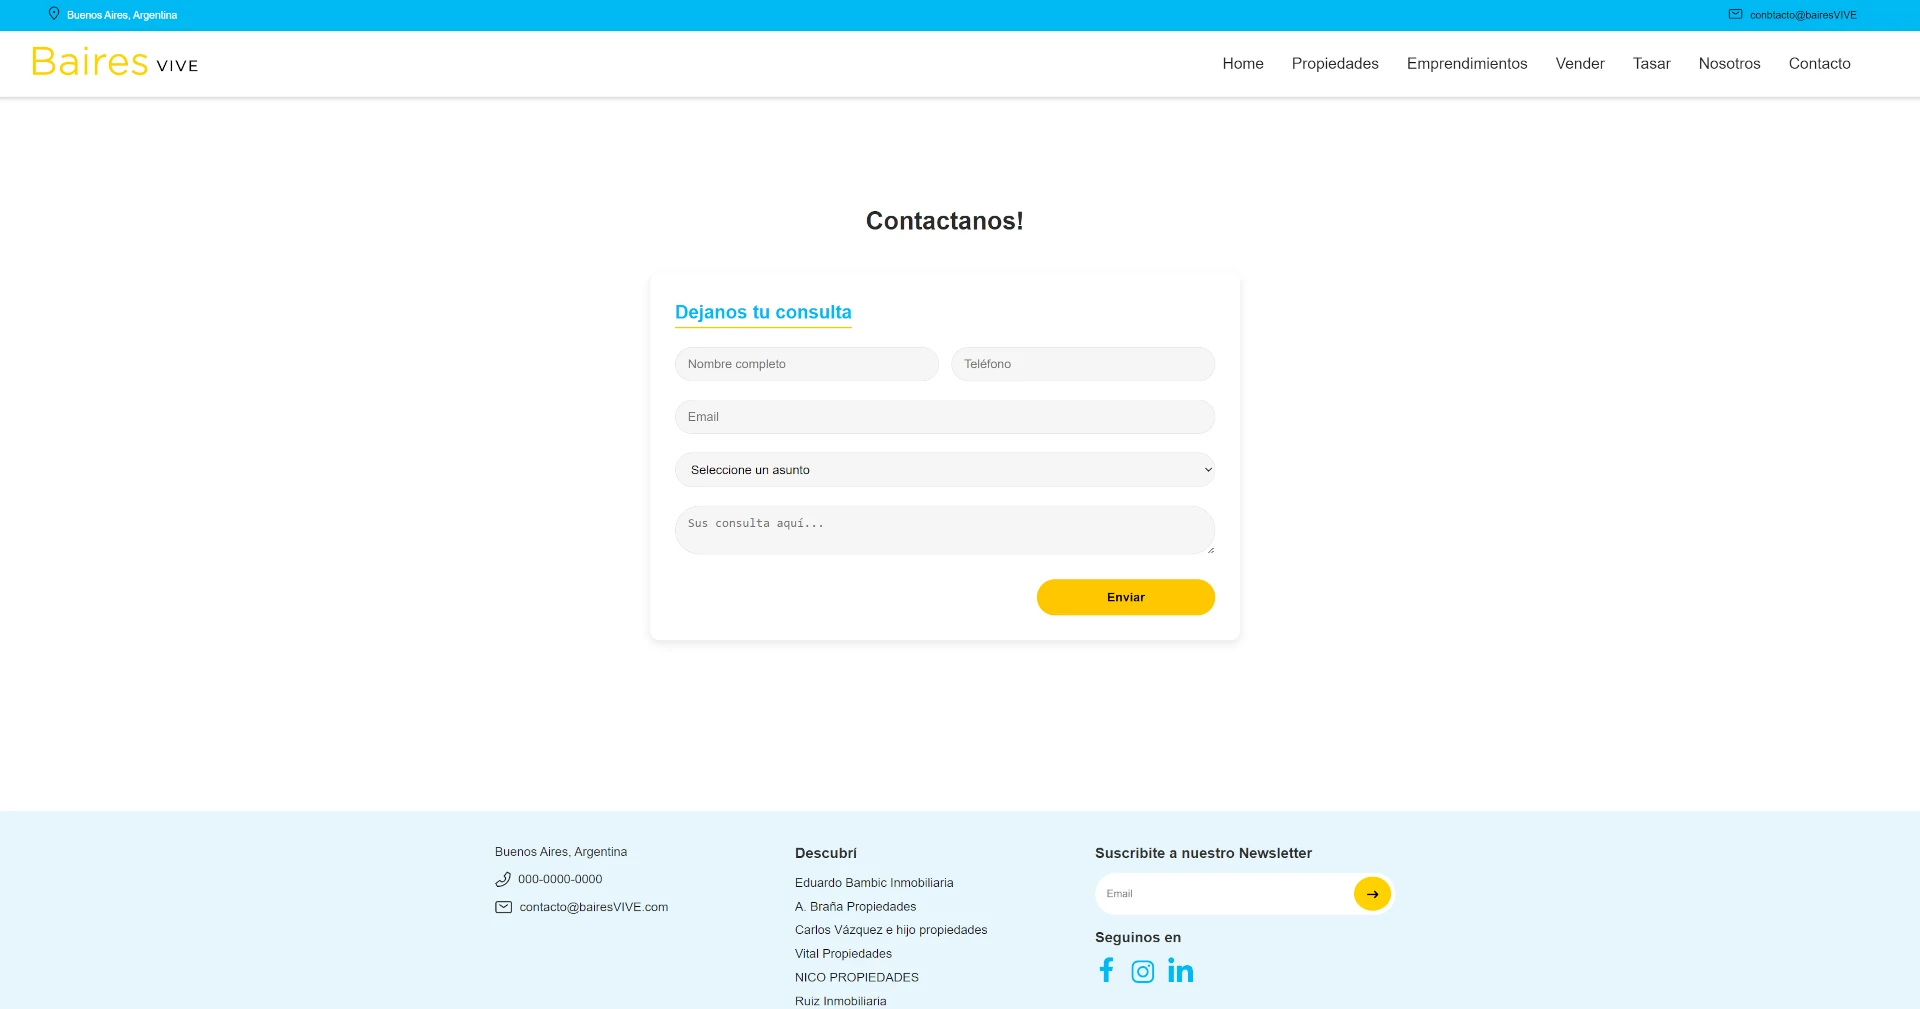 Buenos Aires, Argentina
conbtacto@bairesVIVE
Baires VIVE
Home Propiedades Emprendimientos Vender Tasar Nosotros Contacto
Contactanos!
Dejanos tu consulta
Nombre completo Teléfono
Email
Seleccione un asunto
Sus consulta aquí...
Enviar
Buenos Aires, Argentina
000-0000-0000
contacto@bairesVIVE.com
Descubrí
Eduardo Bambic Inmobiliaria
A. Braña Propiedades
Carlos Vázquez e hijo propiedades
Vital Propiedades
NICO PROPIEDADES
Ruiz Inmobiliaria
Suscribite a nuestro Newsletter
Email
Seguinos en